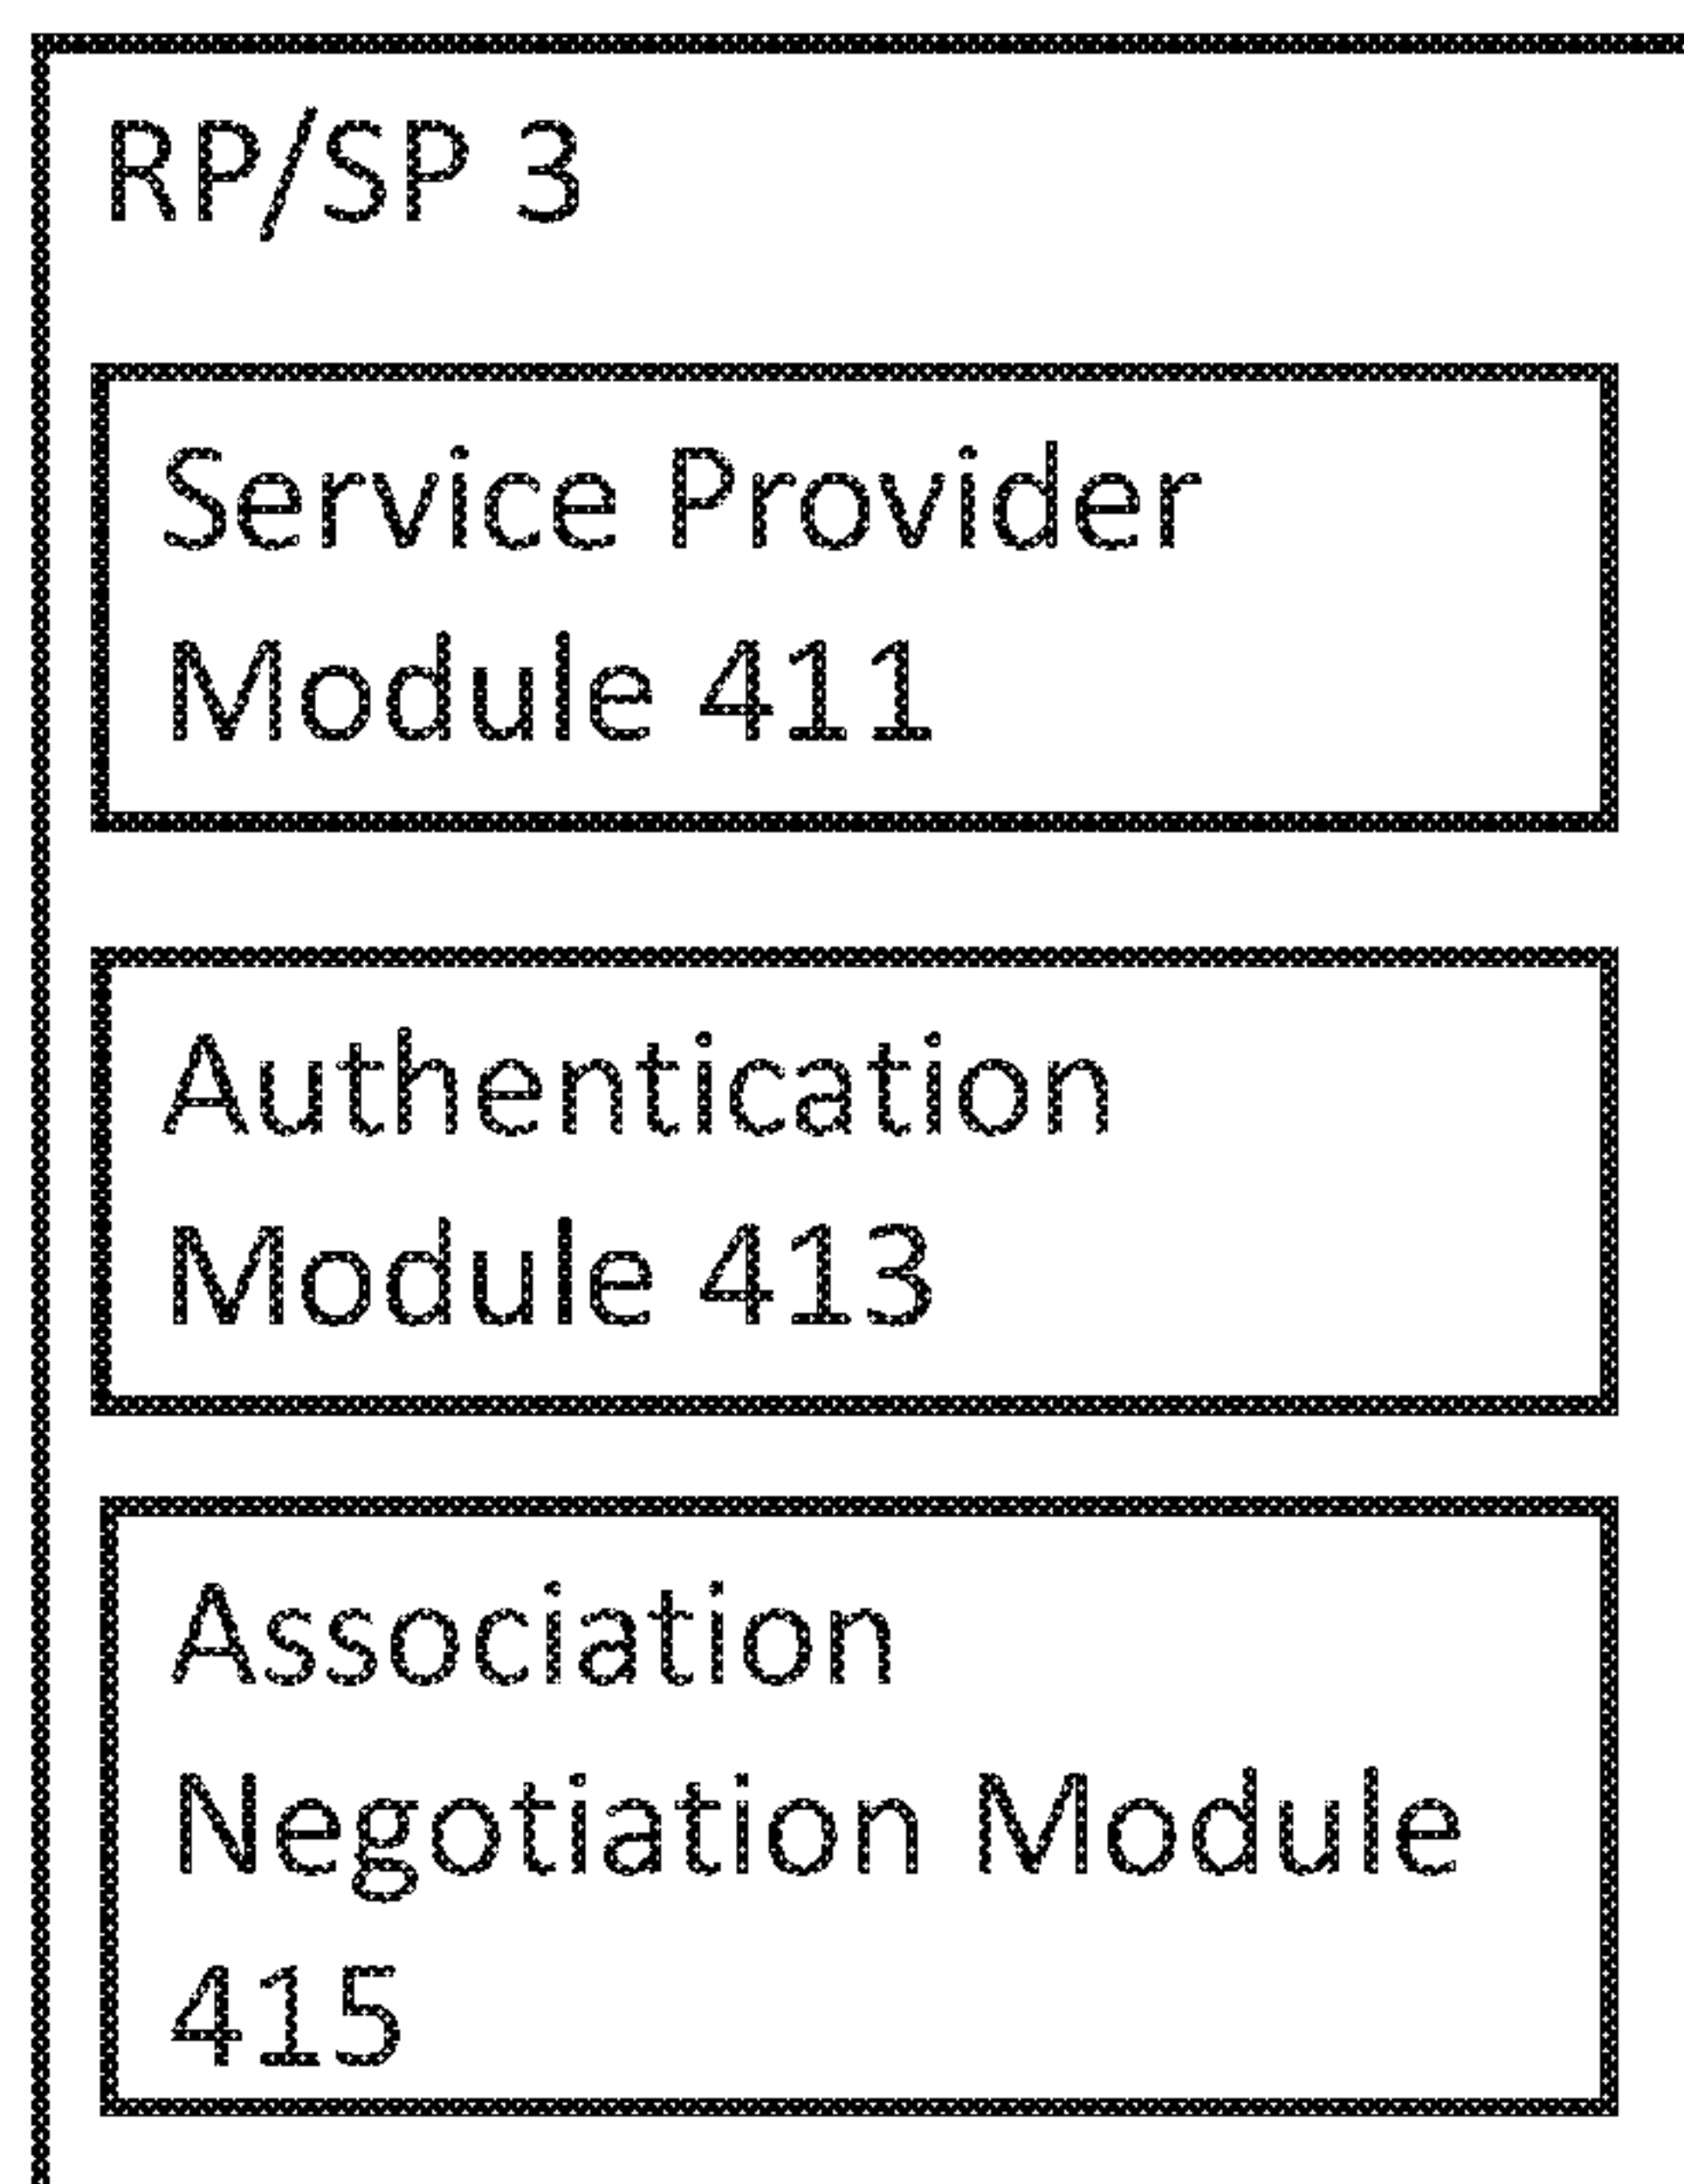 RP/SP 3
Service Provider
Module 411
Authentication
Module 413
Association
Negotiation Module
415